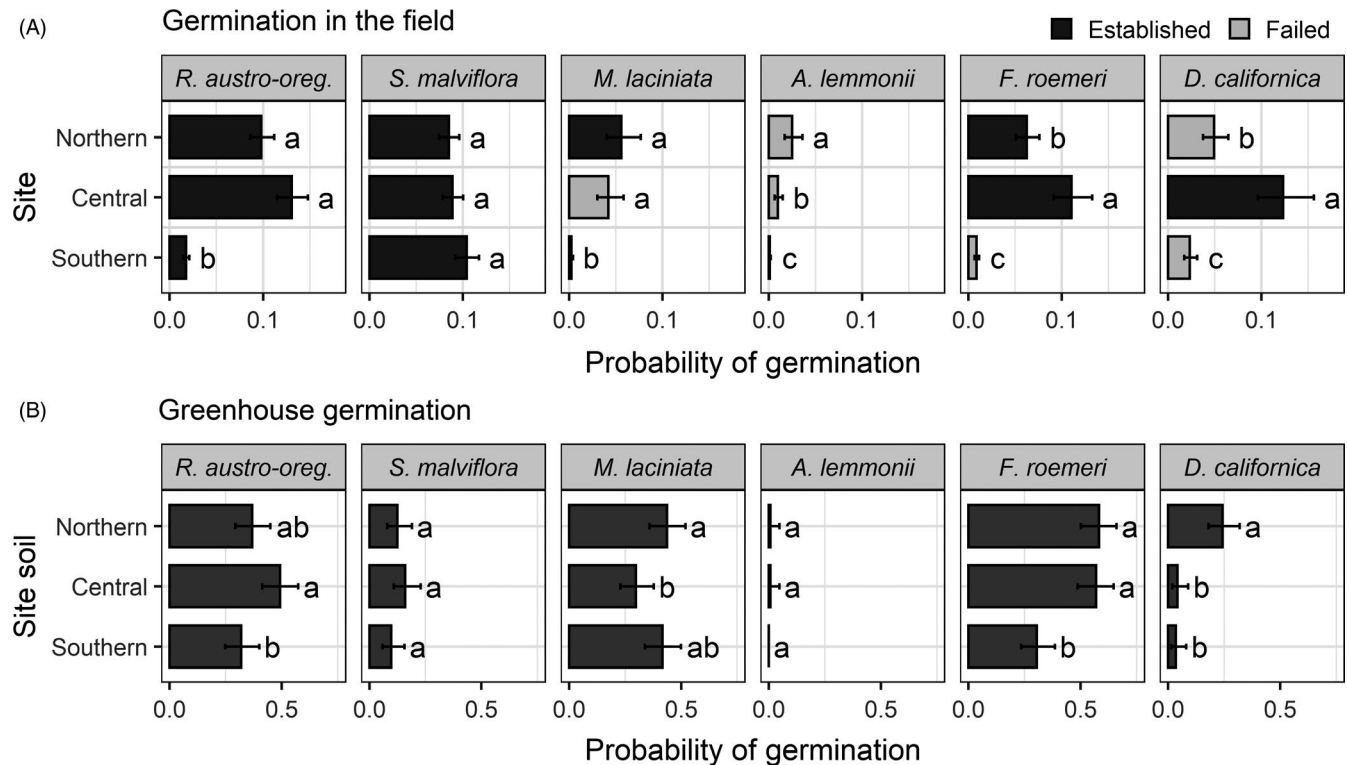 (A) Germination in the field
Established Failed
R. austro-oreg. S. malviflora M. laciniata A. lemmonii F. roemeri D. californica
Northern a a a a b b
Central a a a b a a
Southern b a b c c c
Site
0.0 0.1 0.0 0.1 0.0 0.1 0.0 0.1 0.0 0.1 0.0 0.1
Probability of germination
(B) Greenhouse germination
R. austro-oreg. S. malviflora M. laciniata A. lemmonii F. roemeri D. californica
Northern ab a a a a a
Central a a b a a b
Southern b a ab a b b
Site soil
0.0 0.5 0.0 0.5 0.0 0.5 0.0 0.5 0.0 0.5 0.0 0.5
Probability of germination